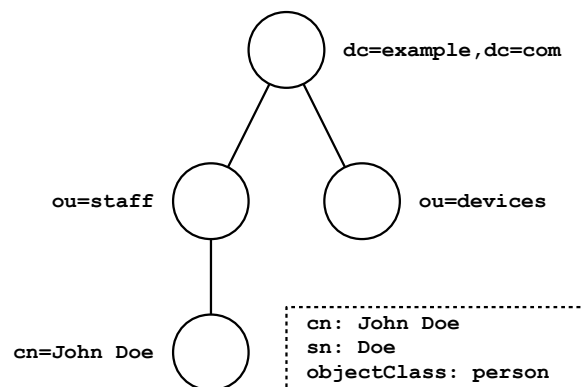 dc=example,dc=com
ou=staff
ou=devices
cn=John Doe
cn: John Doe
sn: Doe
objectClass: person